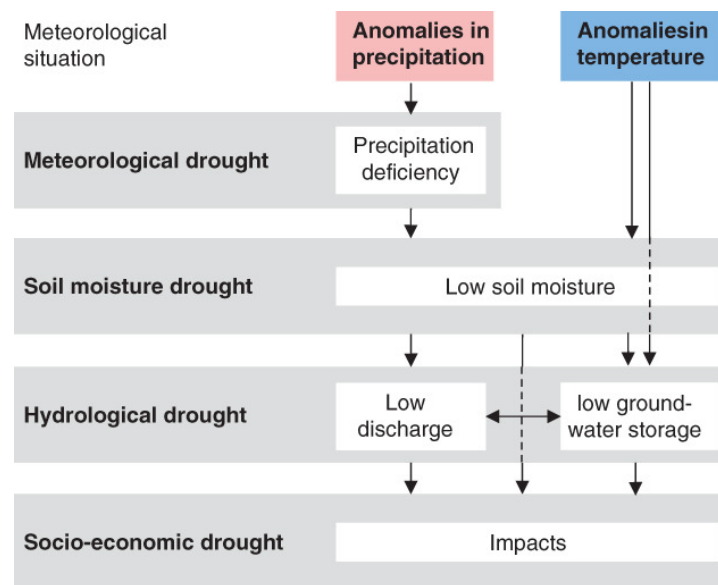 Meteorological
situation
Anomalies in
precipitation
Anomaliesin
temperature
Meteorological drought
Precipitation
deficiency
Soil moisture drought
Low soil moisture
Hydrological drought
Low
discharge
low ground-
water storage
Socio-economic drought
Impacts